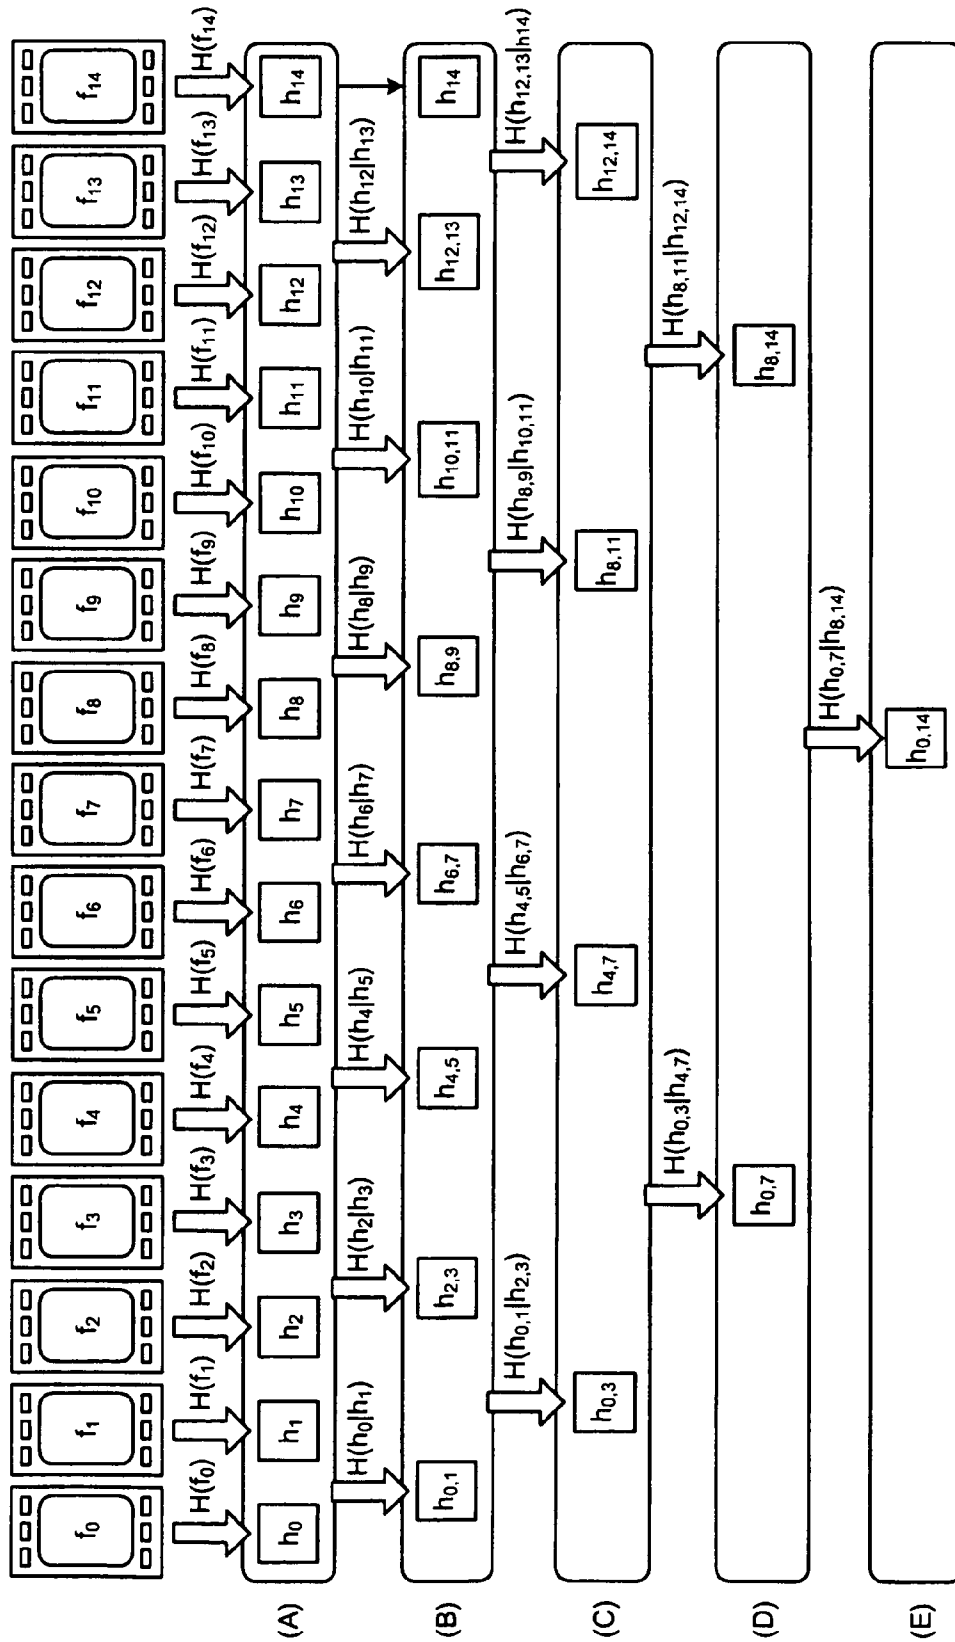 f0 f1 f2 f3 f4 f5 f6 f7 f8 f9 f10 f11 f12 f13 f14
H(f0) H(f1) H(f2) H(f3) H(f4) H(f5) H(f6) H(f7) H(f8) H(f9) H(f10) H(f11) H(f12) H(f13) H(f14)
(A) h0 h1 h2 h3 h4 h5 h6 h7 h8 h9 h10 h11 h12 h13 h14
H(h0|h1) H(h2|h3) H(h4|h5) H(h6|h7) H(h8|h9) H(h10|h11) H(h12|h13)
(B) h0,1 h2,3 h4,5 h6,7 h8,9 h10,11 h12,13 h14
H(h0,1|h2,3) H(h4,5|h6,7) H(h8,9|h10,11) H(h12,13|h14)
(C) h0,3 h4,7 h8,11 h12,14
H(h0,3|h4,7) H(h8,11|h12,14)
(D) h0,7 h8,14
H(h0,7|h8,14)
(E) h0,14